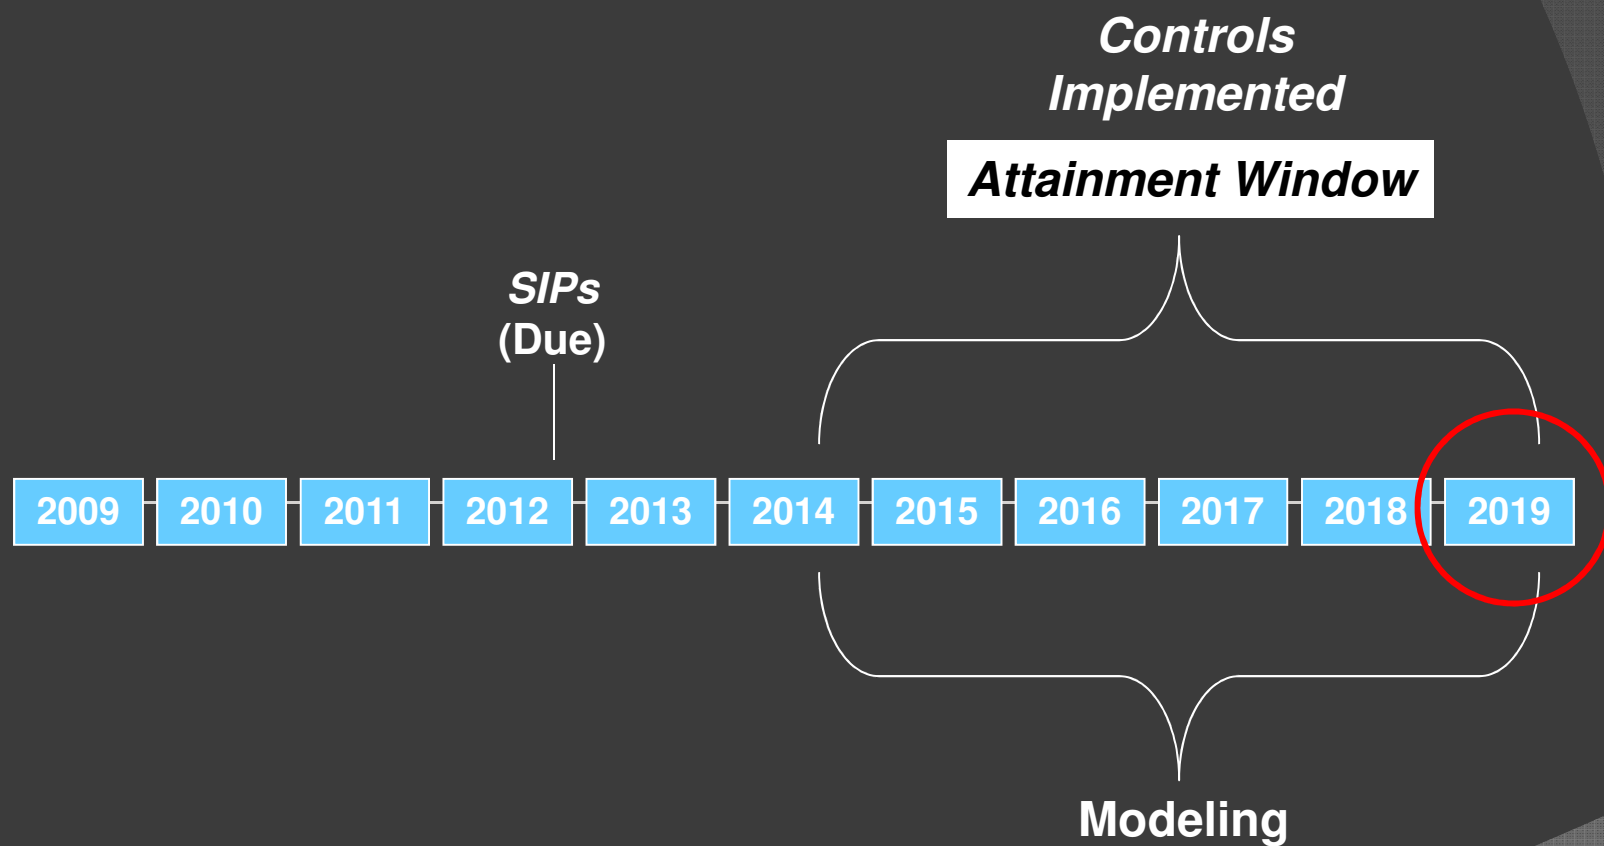 Controls
Implemented
Attainment Window
SIPs
(Due)
2009 2010 2011 2012 2013 2014 2015 2016 2017 2018 2019
Modeling